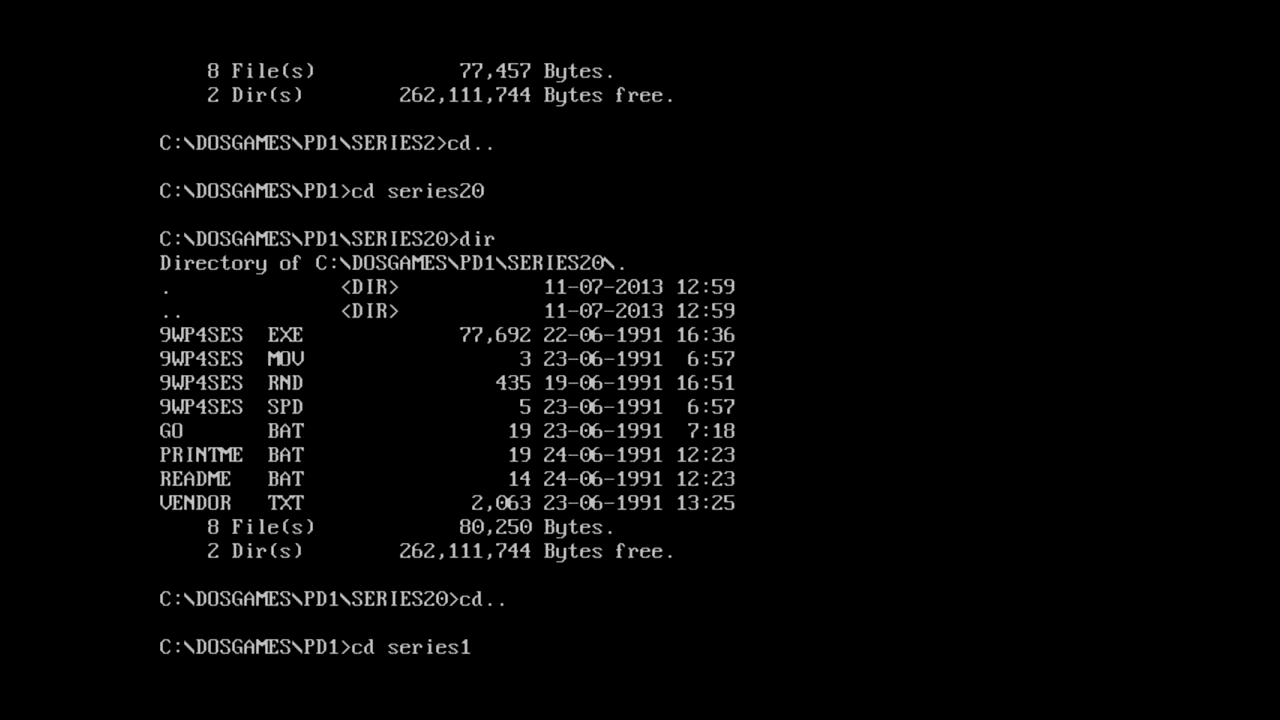 8 File(s) 77,457 Bytes.
2 Dir(s) 262,111,744 Bytes free.
C:\DOSGAMES\PD1\SERIES2>cd..
C:\DOSGAMES\PD1>cd series20
C:\DOSGAMES\PD1\SERIES20>dir
Directory of C:\DOSGAMES\PD1\SERIES20\.
. <DIR> 11-07-2013 12:59
.. <DIR> 11-07-2013 12:59
9WP4SES EXE 77,692 22-06-1991 16:36
9WP4SES MOV 3 23-06-1991 6:57
9WP4SES RND 435 19-06-1991 16:51
9WP4SES SPD 5 23-06-1991 6:57
GO BAT 19 23-06-1991 7:18
PRINTME BAT 19 24-06-1991 12:23
README BAT 14 24-06-1991 12:23
VENDOR TXT 2,063 23-06-1991 13:25
8 File(s) 80,250 Bytes.
2 Dir(s) 262,111,744 Bytes free.
C:\DOSGAMES\PD1\SERIES20>cd..
C:\DOSGAMES\PD1>cd series1